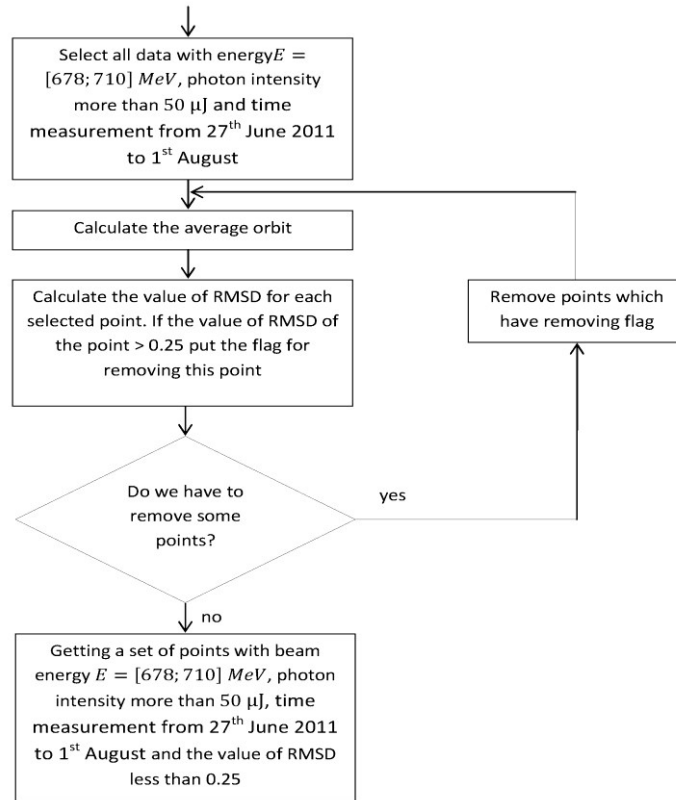 Select all data with energy𝐸 =
[678; 710] 𝑀𝑒𝑉, photon intensity
more than 50 μJ and time
measurement from 27th June 2011
to 1st August
Calculate the average orbit
Calculate the value of RMSD for each
selected point. If the value of RMSD of
the point > 0.25 put the flag for
removing this point
Remove points which
have removing flag
Do we have to
remove some
points?
yes
no
Getting a set of points with beam
energy 𝐸 = [678; 710] 𝑀𝑒𝑉, photon
intensity more than 50 μJ, time
measurement from 27th June 2011
to 1st August and the value of RMSD
less than 0.25